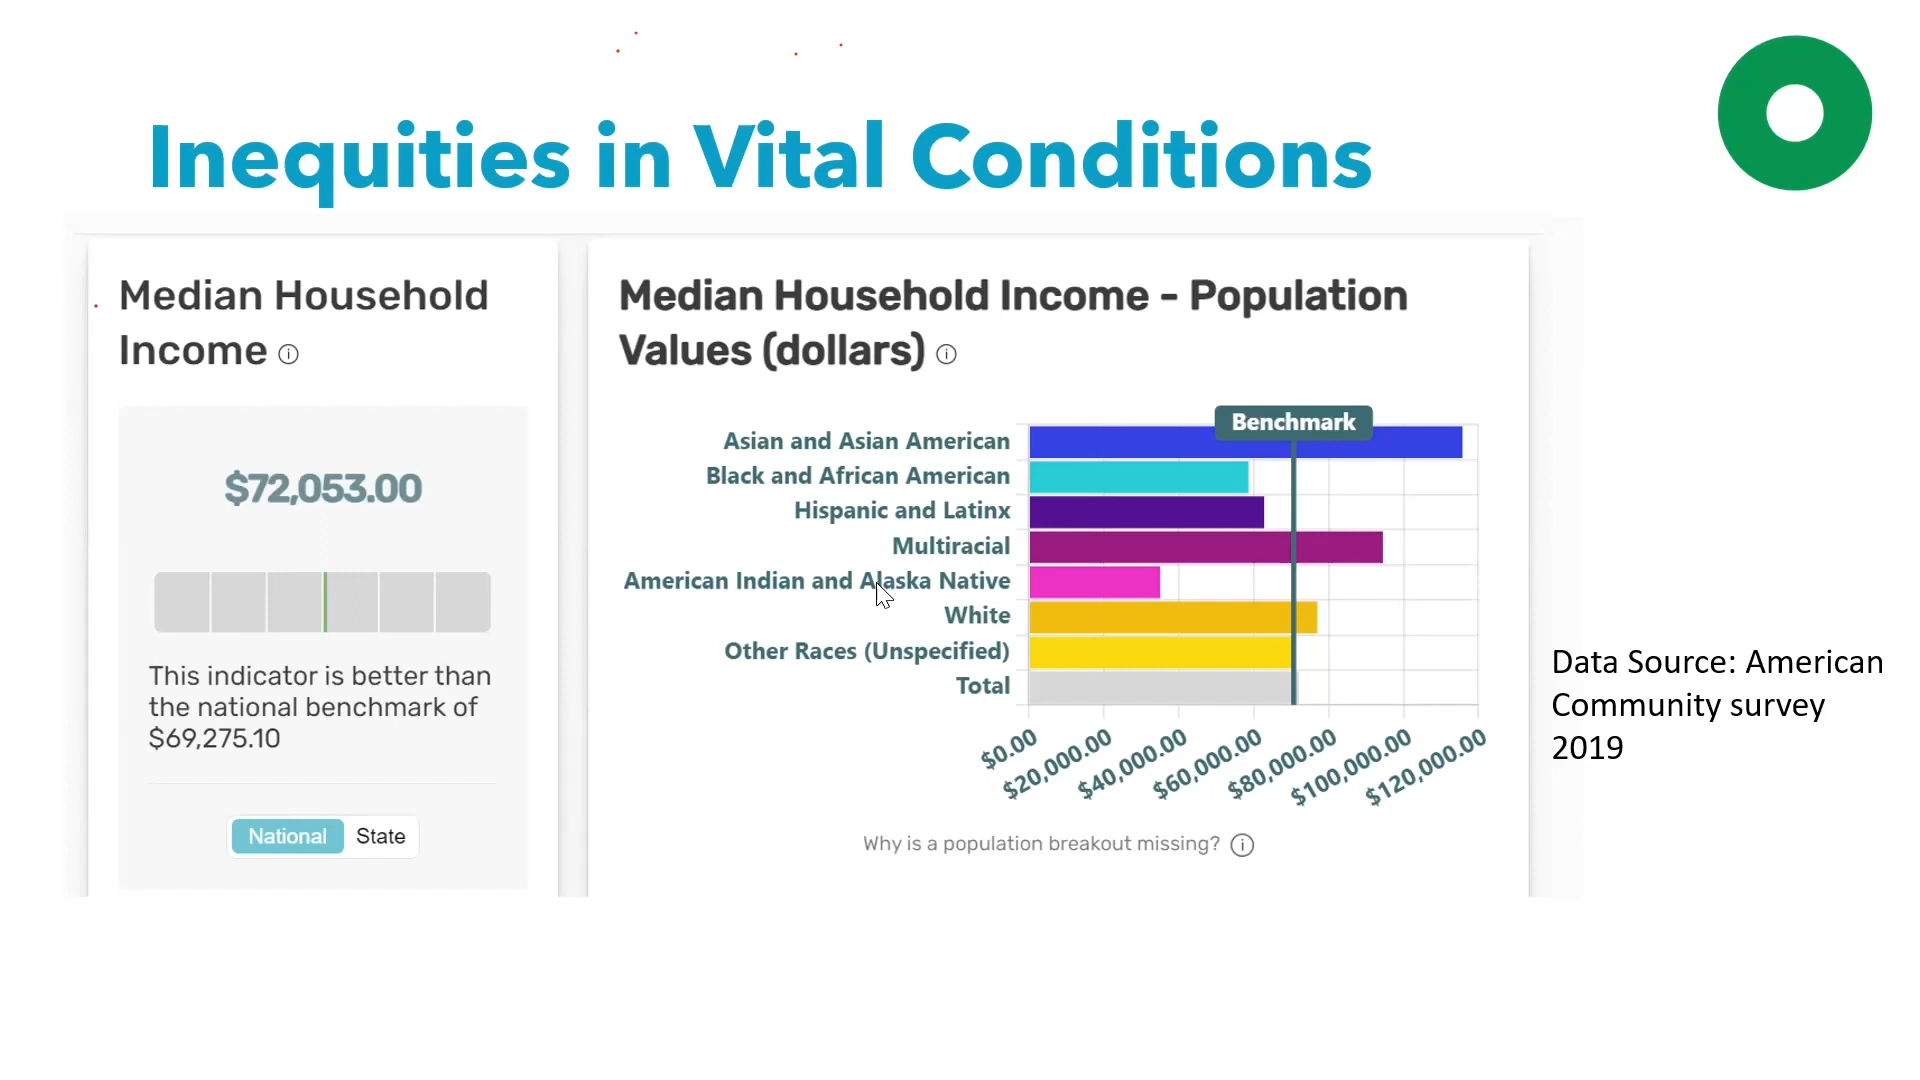 Inequities in Vital Conditions
Median Household
Income
$72,053.00
This indicator is better than
the national benchmark of
$69,275.10
National State
Median Household Income - Population
Values (dollars)
Benchmark
Asian and Asian American
Black and African American
Hispanic and Latinx
Multiracial
American Indian and Alaska Native
White
Other Races (Unspecified)
Total
$0.00
$20,000.00
$40,000.00
$60,000.00
$80,000.00
$100,000.00
$120,000.00
Why is a population breakout missing?
Data Source: American
Community survey
2019